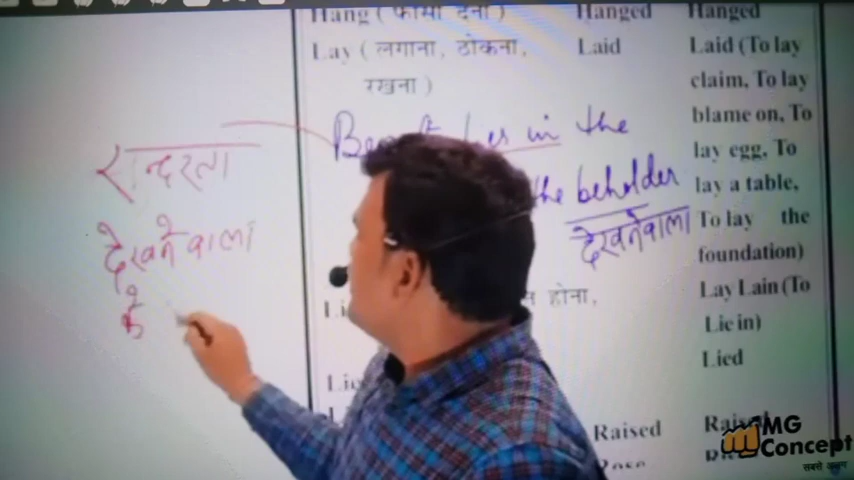 Hang ( फांसी देना ) Hanged Hanged
Lay ( लगाना, ठोकना, Laid Laid (To lay
रखना ) claim, To lay
blame on, To
lay egg, To
lay a table,
To lay the
foundation)
होना, Lay Lain (To
Lie in)
Lied
Raised Raised
Rose
Beauty lies in the
the beholder
देखनेवाला
सुन्दरता
देखनेवाला
के
MG
Concept